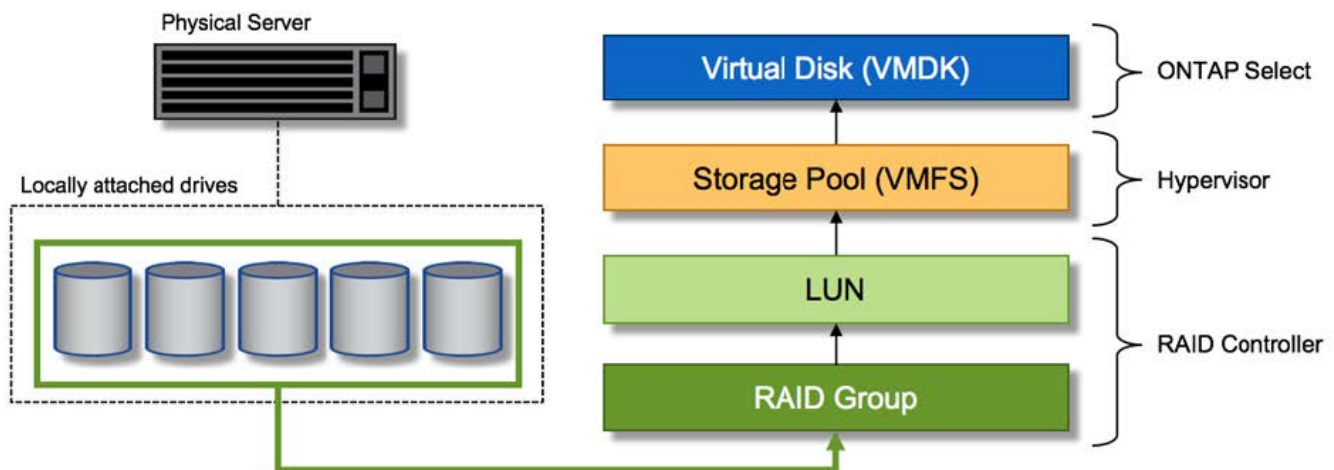 Physical Server
Locally attached drives
Virtual Disk (VMDK)
ONTAP Select
Storage Pool (VMFS)
Hypervisor
LUN
RAID Controller
RAID Group